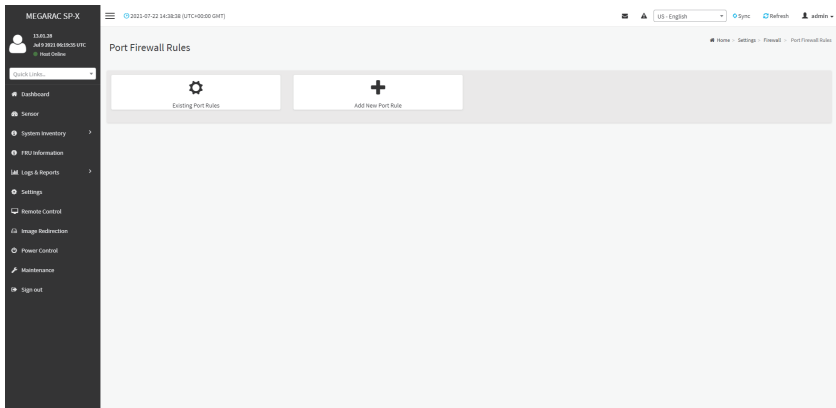 MEGARAC SP-X
2021-07-22 14:38:38 (UTC+00:00 GMT)
US - English
Sync
Refresh
admin
13.01.28
Jul 9 2021 06:19:35 UTC
Host Online
Quick Links...
Dashboard
Sensor
System Inventory
FRU Information
Logs & Reports
Settings
Remote Control
Image Redirection
Power Control
Maintenance
Sign out
Port Firewall Rules
Home > Settings > Firewall > Port Firewall Rules
Existing Port Rules
Add New Port Rule